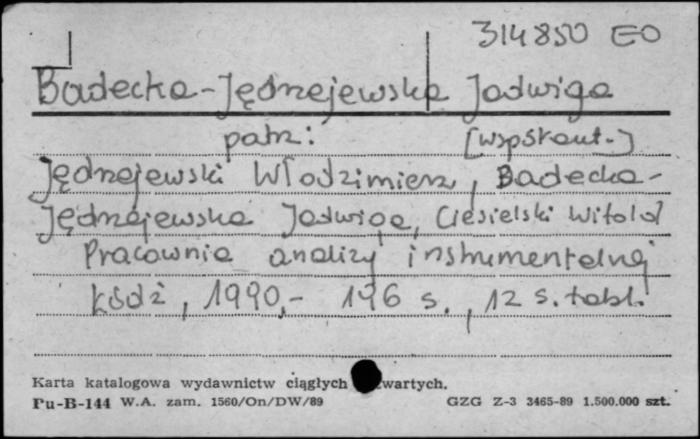 314850 EO
Badecka-Jędrzejewska Jadwiga
patrz: [współaut.]
Jędrzejewski Włodzimierz, Badecka-
Jędrzejewska Jadwiga, Ciesielski Witold
Pracownia analizy instrumentalnej
Łódź, 1990,- 196 s., 12 s. tabl.
Karta katalogowa wydawnictw ciągłych wartych.
Pu-B-144 W.A. zam. 1560/On/DW/89 GZG Z-3 3465-89 1.500.000 szt.